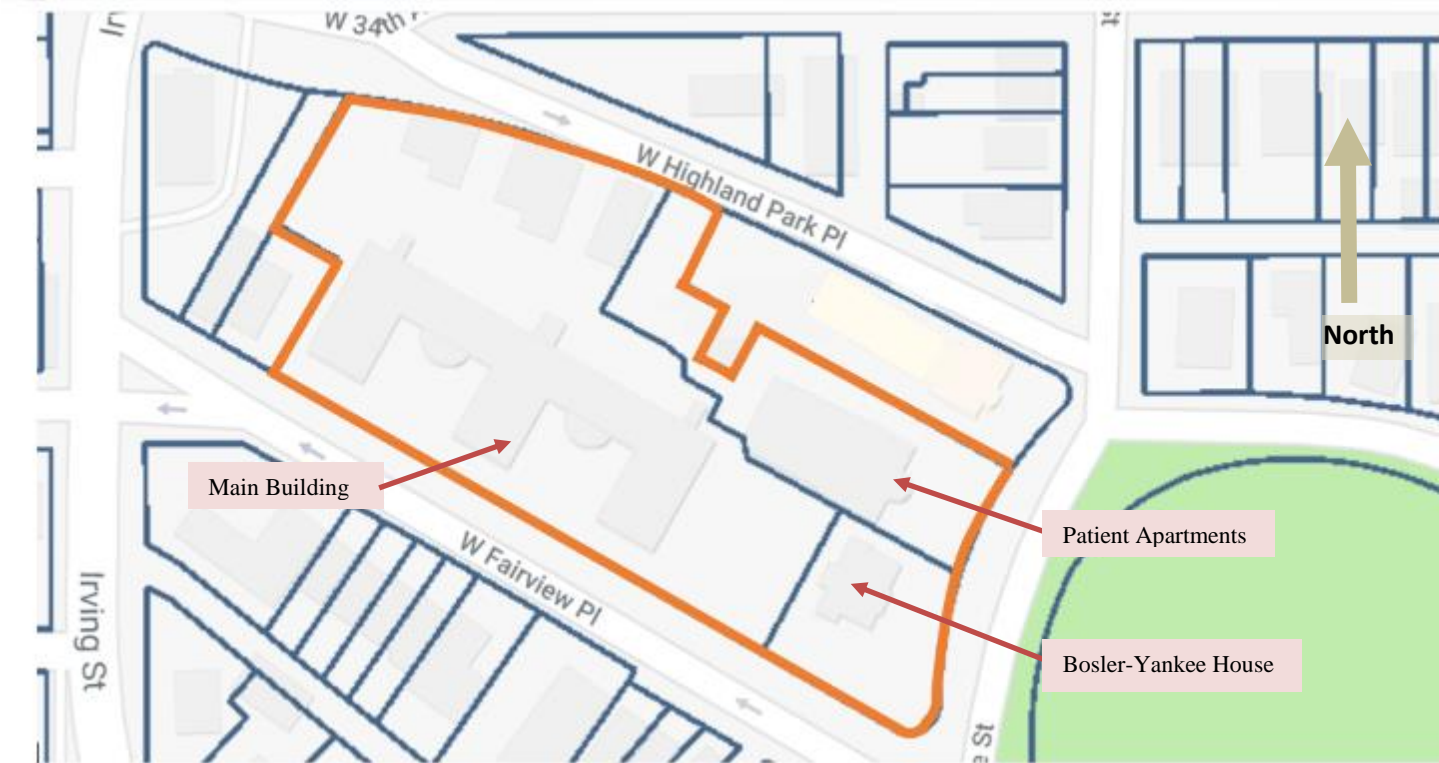 W 34th
W Highland Park Pl
North
Main Building
Patient Apartments
W Fairview Pl
Irving St
Bosler-Yankee House